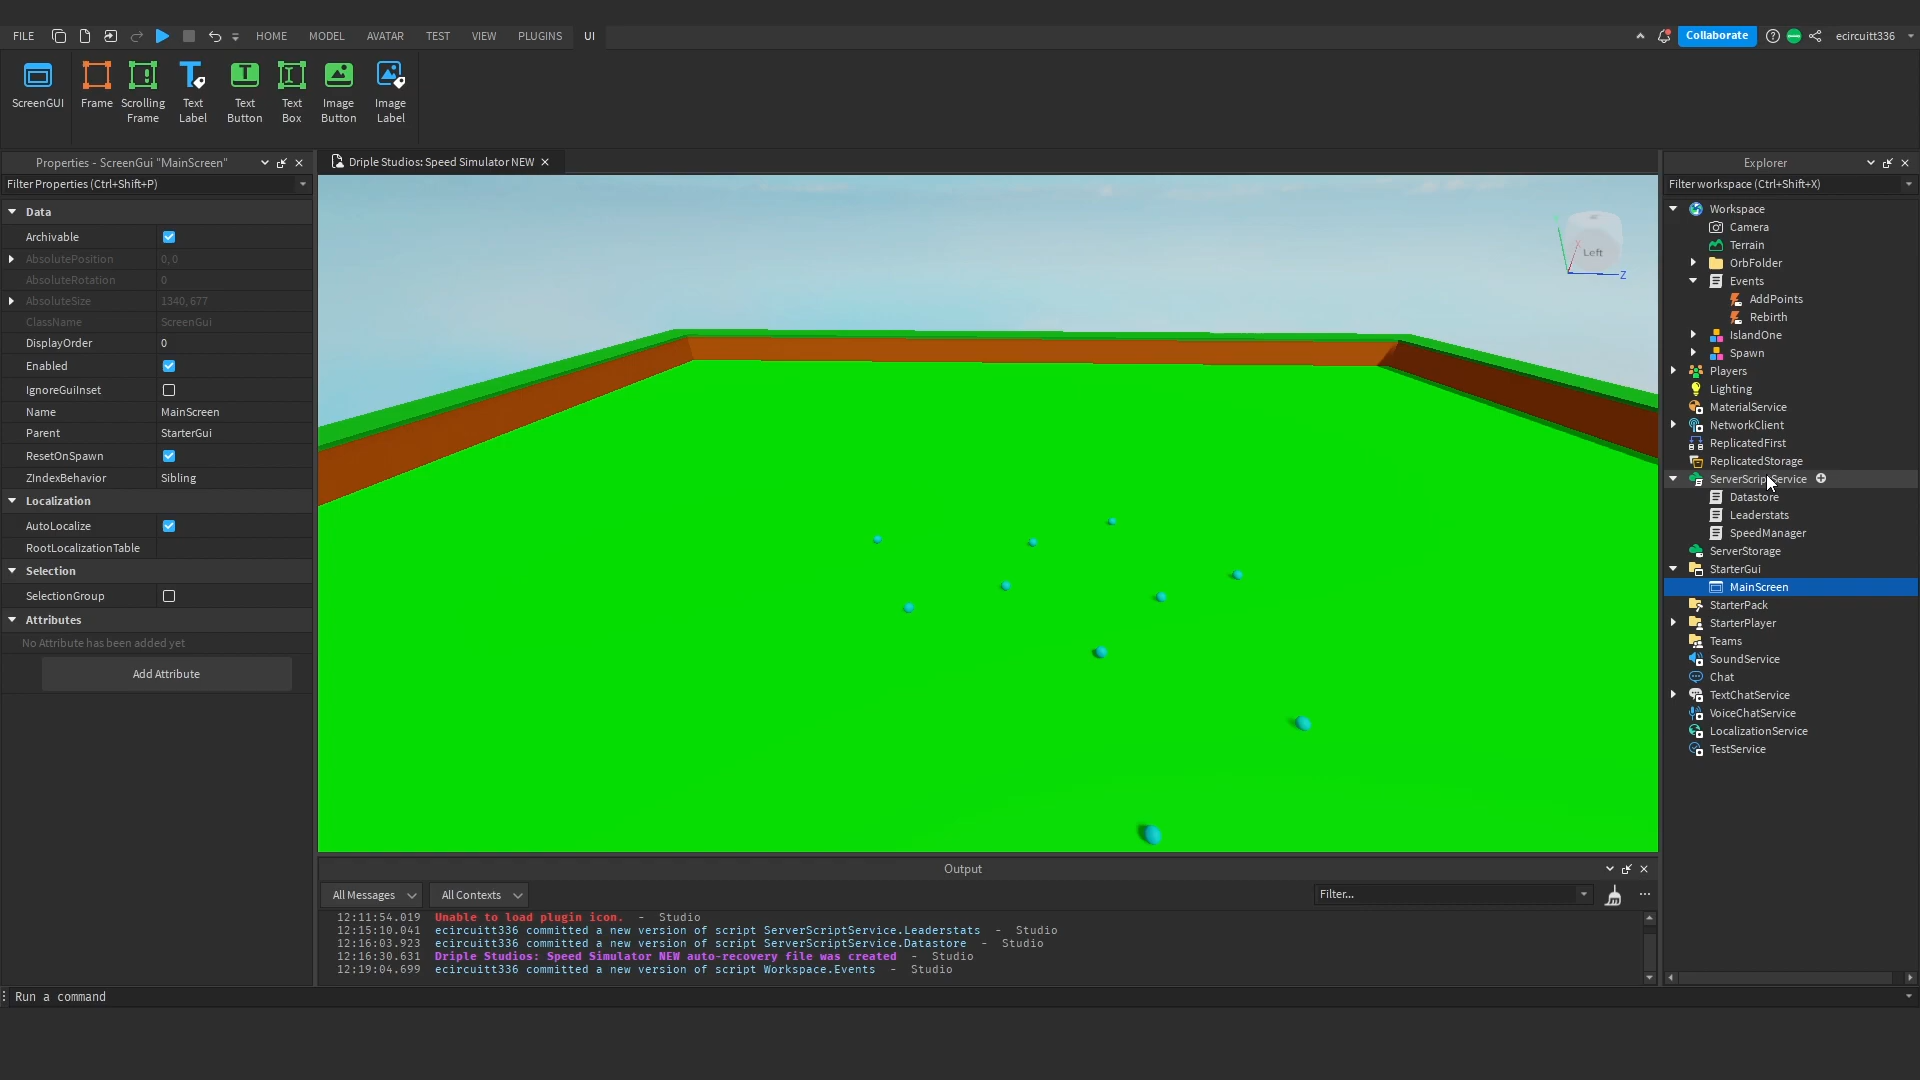 FILE HOME MODEL AVATAR TEST VIEW PLUGINS UI Collaborate ecircuitt336
ScreenGUI Frame Scrolling Frame Text Label Text Button Text Box Image Button Image Label
Properties - ScreenGui "MainScreen"
Filter Properties (Ctrl+Shift+P)
Data
Archivable
AbsolutePosition 0, 0
AbsoluteRotation 0
AbsoluteSize 1340, 677
ClassName ScreenGui
DisplayOrder 0
Enabled
IgnoreGuiInset
Name MainScreen
Parent StarterGui
ResetOnSpawn
ZIndexBehavior Sibling
Localization
AutoLocalize
RootLocalizationTable
Selection
SelectionGroup
Attributes
No Attribute has been added yet
Add Attribute
Driple Studios: Speed Simulator NEW
Left
Z
Output
All Messages All Contexts Filter...
12:11:54.019 Unable to load plugin icon. - Studio
12:15:10.041 ecircuitt336 committed a new version of script ServerScriptService.Leaderstats - Studio
12:16:03.923 ecircuitt336 committed a new version of script ServerScriptService.Datastore - Studio
12:16:30.631 Driple Studios: Speed Simulator NEW auto-recovery file was created - Studio
12:19:04.699 ecircuitt336 committed a new version of script Workspace.Events - Studio
Run a command
Explorer
Filter workspace (Ctrl+Shift+X)
Workspace
Camera
Terrain
OrbFolder
Events
AddPoints
Rebirth
IslandOne
Spawn
Players
Lighting
MaterialService
NetworkClient
ReplicatedFirst
ReplicatedStorage
ServerScriptService
Datastore
Leaderstats
SpeedManager
ServerStorage
StarterGui
MainScreen
StarterPack
StarterPlayer
Teams
SoundService
Chat
TextChatService
VoiceChatService
LocalizationService
TestService